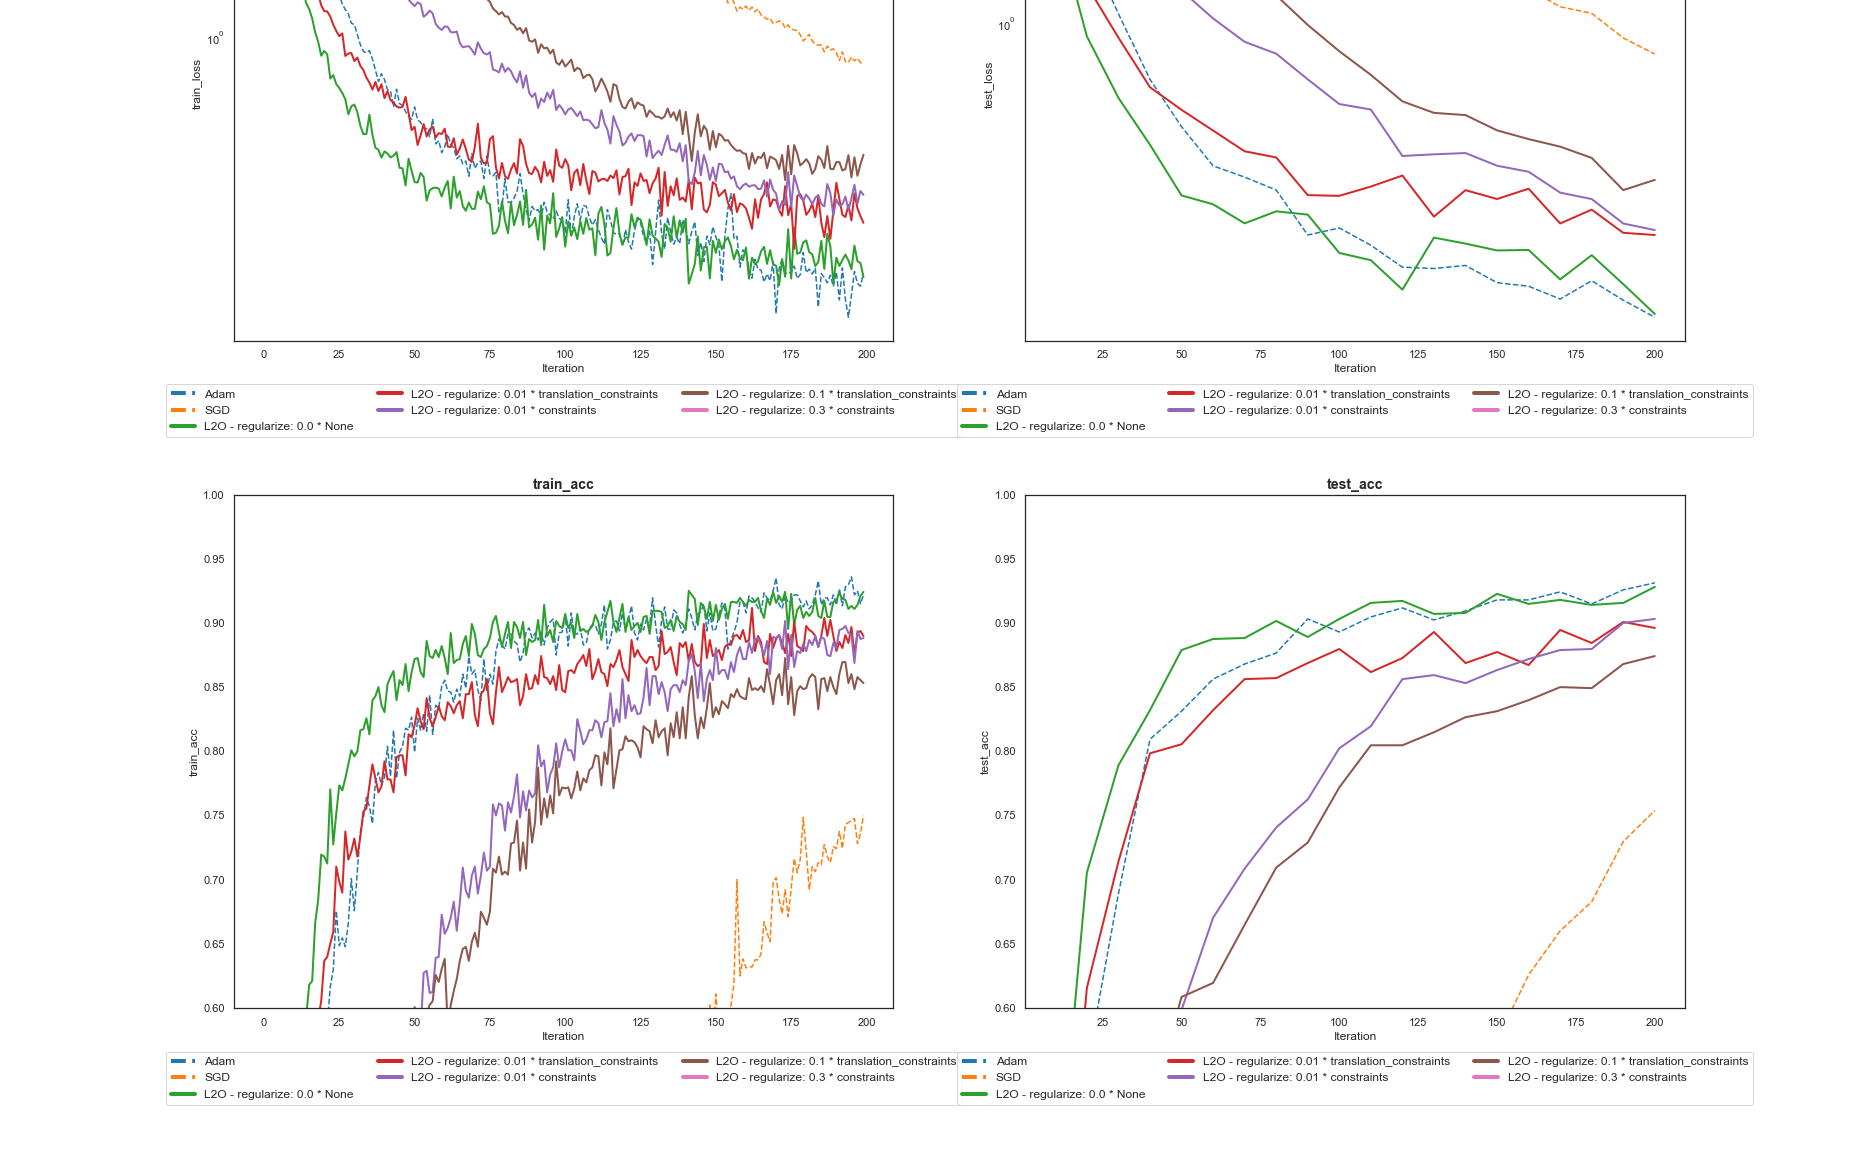 10^0
train_loss
0 25 50 75 100 125 150 175 200
Iteration
Adam
SGD
L2O - regularize: 0.0 * None
L2O - regularize: 0.01 * translation_constraints
L2O - regularize: 0.01 * constraints
L2O - regularize: 0.1 * translation_constraints
L2O - regularize: 0.3 * constraints
10^0
test_loss
25 50 75 100 125 150 175 200
Iteration
Adam
SGD
L2O - regularize: 0.0 * None
L2O - regularize: 0.01 * translation_constraints
L2O - regularize: 0.01 * constraints
L2O - regularize: 0.1 * translation_constraints
L2O - regularize: 0.3 * constraints
train_acc
1.00
0.95
0.90
0.85
0.80
0.75
0.70
0.65
0.60
train_acc
0 25 50 75 100 125 150 175 200
Iteration
Adam
SGD
L2O - regularize: 0.0 * None
L2O - regularize: 0.01 * translation_constraints
L2O - regularize: 0.01 * constraints
L2O - regularize: 0.1 * translation_constraints
L2O - regularize: 0.3 * constraints
test_acc
1.00
0.95
0.90
0.85
0.80
0.75
0.70
0.65
0.60
test_acc
25 50 75 100 125 150 175 200
Iteration
Adam
SGD
L2O - regularize: 0.0 * None
L2O - regularize: 0.01 * translation_constraints
L2O - regularize: 0.01 * constraints
L2O - regularize: 0.1 * translation_constraints
L2O - regularize: 0.3 * constraints